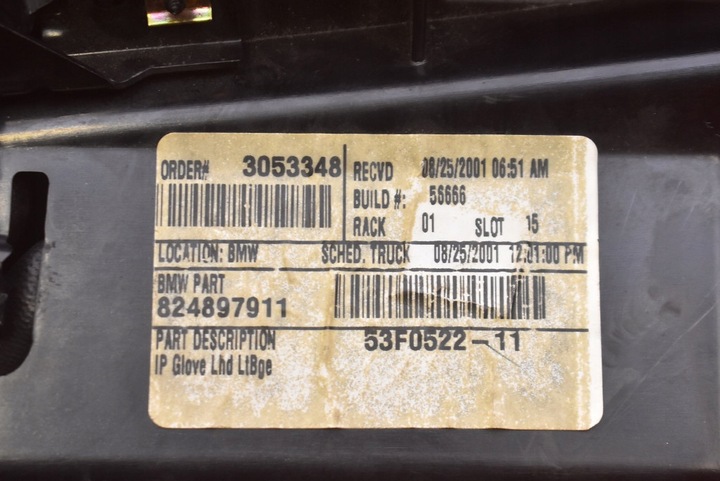 ORDER# 3053348
RECVD 08/25/2001 06:51 AM
BUILD #: 56666
RACK 01 SLOT 15
LOCATION: BMW SCHED. TRUCK 08/25/2001 12:01:00 PM
BMW PART
824897911
PART DESCRIPTION 53F0522-11
IP Glove Lhd LtBge